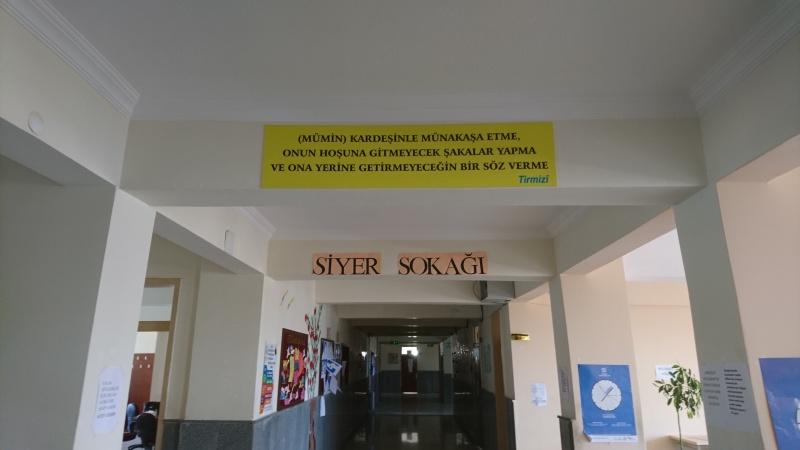 (MÜMİN) KARDEŞİNLE MÜNAKAŞA ETME,
ONUN HOŞUNA GİTMEYECEK ŞAKALAR YAPMA
VE ONA YERİNE GETİRMEYECEĞİN BİR SÖZ VERME
Tirmizî
SİYER SOKAĞI